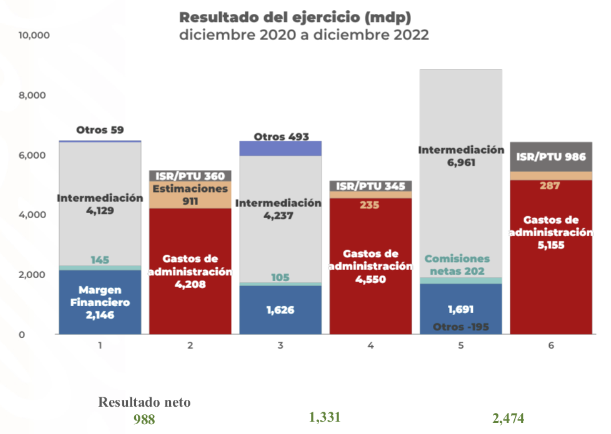 Resultado del ejercicio (mdp)
diciembre 2020 a diciembre 2022
10,000
8,000
6,000
4,000
2,000
0
Otros 59
Intermediación
4,129
145
Margen
Financiero
2,146
ISR/PTU 360
Estimaciones
911
Gastos de
administración
4,208
Otros 493
Intermediación
4,237
105
1,626
ISR/PTU 345
235
Gastos de
administración
4,550
Intermediación
6,961
Comisiones
netas 202
1,691
Otros -195
ISR/PTU 986
287
Gastos de
administración
5,155
1 2 3 4 5 6
Resultado neto
988 1,331 2,474